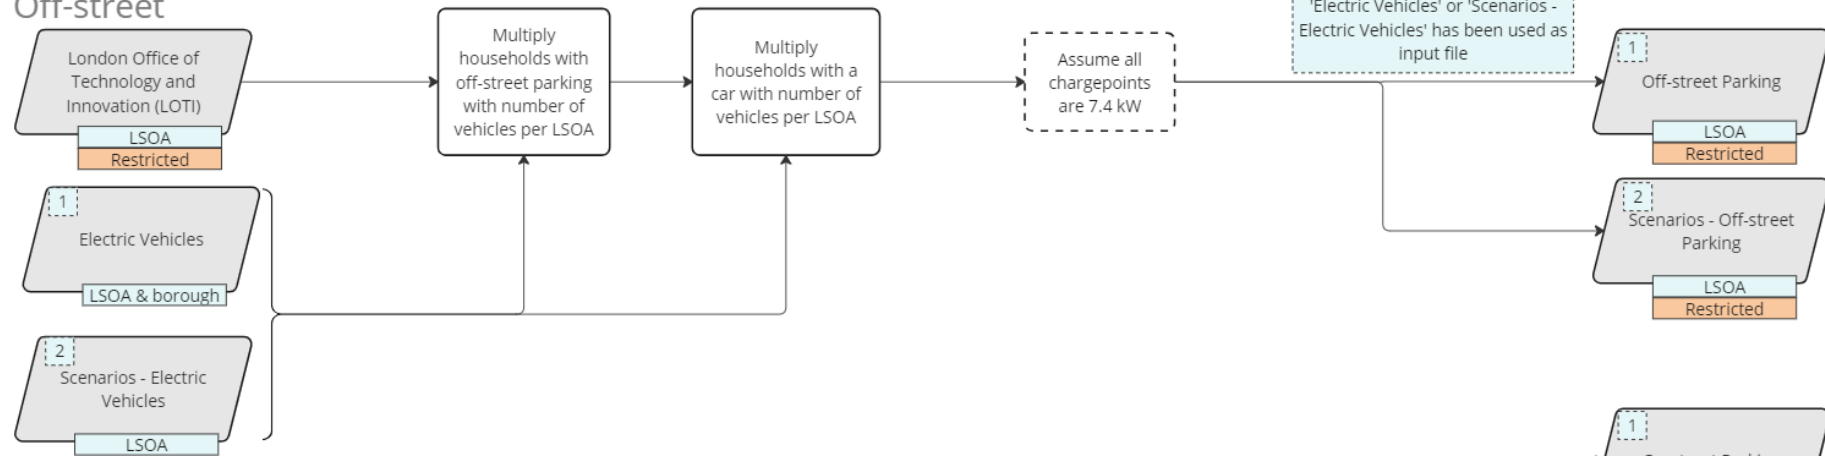 Off-street
London Office of
Technology and
Innovation (LOTI)
LSOA
Restricted
1
Electric Vehicles
LSOA & borough
2
Scenarios - Electric
Vehicles
LSOA
Multiply
households with
off-street parking
with number of
vehicles per LSOA
Multiply
households with a
car with number of
vehicles per LSOA
Assume all
chargepoints
are 7.4 kW
'Electric Vehicles' or 'Scenarios -
Electric Vehicles' has been used as
input file
1
Off-street Parking
LSOA
Restricted
2
Scenarios - Off-street
Parking
LSOA
Restricted
1